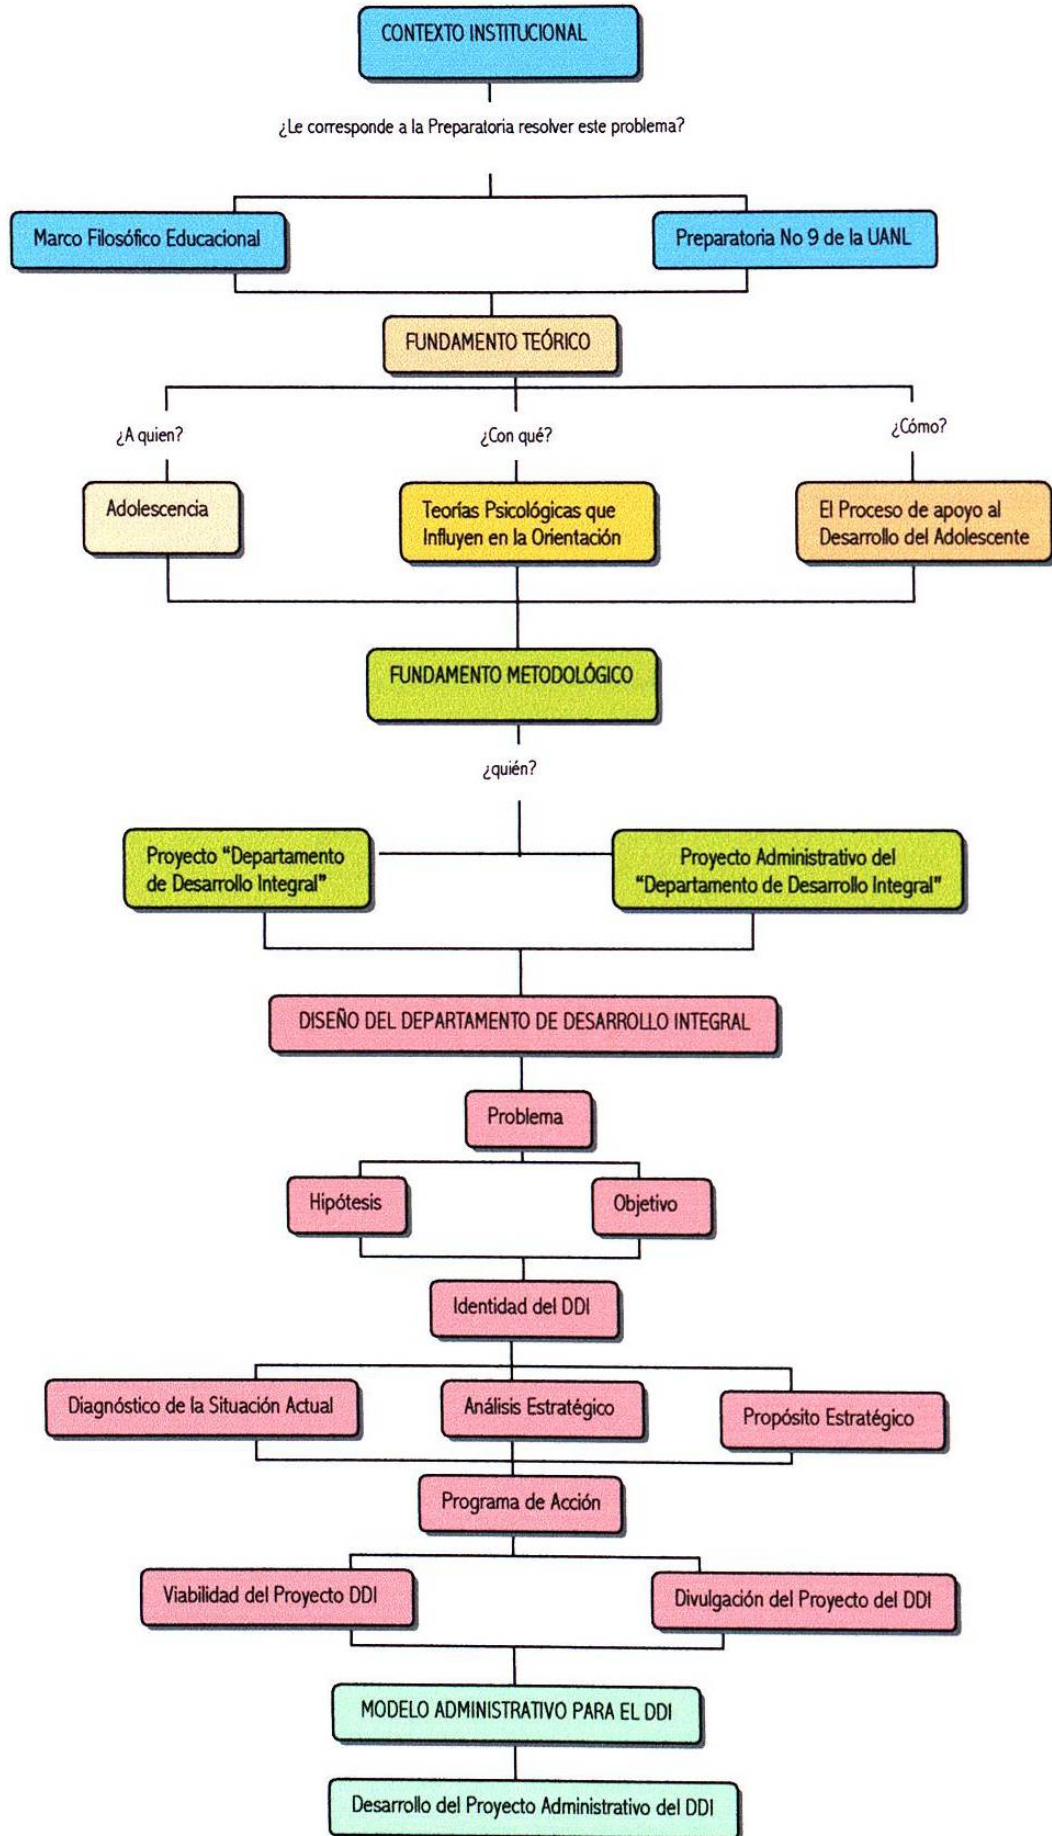 CONTEXTO INSTITUCIONAL
¿Le corresponde a la Preparatoria resolver este problema?
Marco Filosófico Educacional
Preparatoria No 9 de la UANL
FUNDAMENTO TEÓRICO
¿A quien?
¿Con qué?
¿Cómo?
Adolescencia
Teorías Psicológicas que
Influyen en la Orientación
El Proceso de apoyo al
Desarrollo del Adolescente
FUNDAMENTO METODOLÓGICO
¿quién?
Proyecto “Departamento
de Desarrollo Integral”
Proyecto Administrativo del
“Departamento de Desarrollo Integral”
DISEÑO DEL DEPARTAMENTO DE DESARROLLO INTEGRAL
Problema
Hipótesis
Objetivo
Identidad del DDI
Diagnóstico de la Situación Actual
Análisis Estratégico
Propósito Estratégico
Programa de Acción
Viabilidad del Proyecto DDI
Divulgación del Proyecto del DDI
MODELO ADMINISTRATIVO PARA EL DDI
Desarrollo del Proyecto Administrativo del DDI